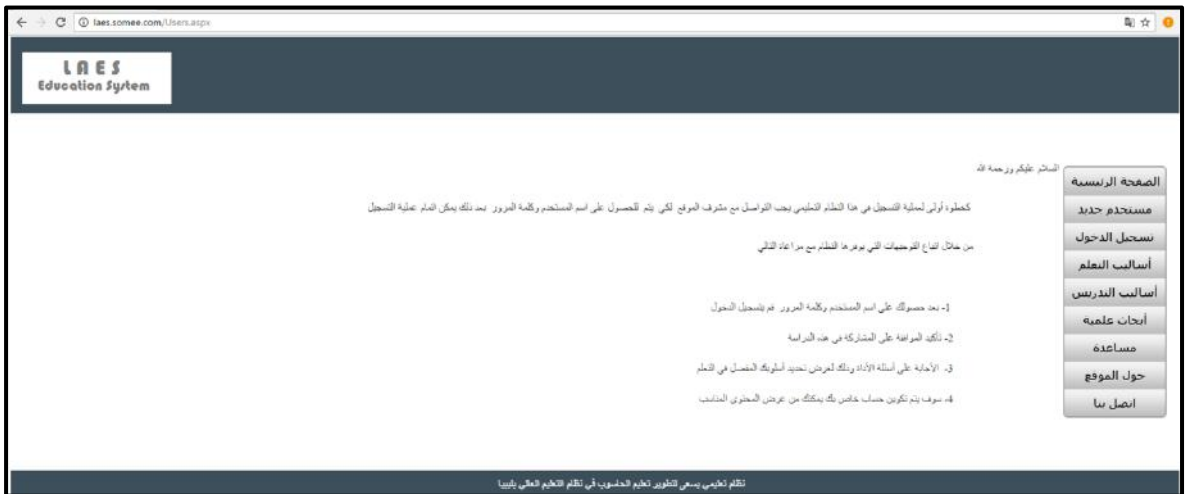 laes.somee.com/Users.aspx
LAES
Education System
السلام عليكم ورحمة الله
كخطوة أولى لعملية التسجيل في هذا النظام التعليمي يجب التواصل مع مشرف الموقع لكي يتم الحصول على اسم المستخدم وكلمة المرور بعد ذلك يمكن اتمام عملية التسجيل
من خلال اتباع التوجيهات التي يوفرها النظام مع مراعاة التالي
1- بعد حصولك على اسم المستخدم وكلمة المرور قم بتسجيل الدخول
2- تأكيد الموافقة على المشاركة في هذه الدراسة
3- الأجابة على أسئلة الأداة وذلك لغرض تحديد أسلوبك المفضل في التعلم
4- سوف يتم تكوين حساب خاص بك يمكنك من عرض المحتوى المناسب
الصفحة الرئيسية
مستخدم جديد
تسجيل الدخول
أساليب التعلم
أساليب التدريس
أبحاث علمية
مساعدة
حول الموقع
اتصل بنا
نظام تعليمي يسعى لتطوير تعليم الحاسوب في نظام التعليم العالي بليبيا